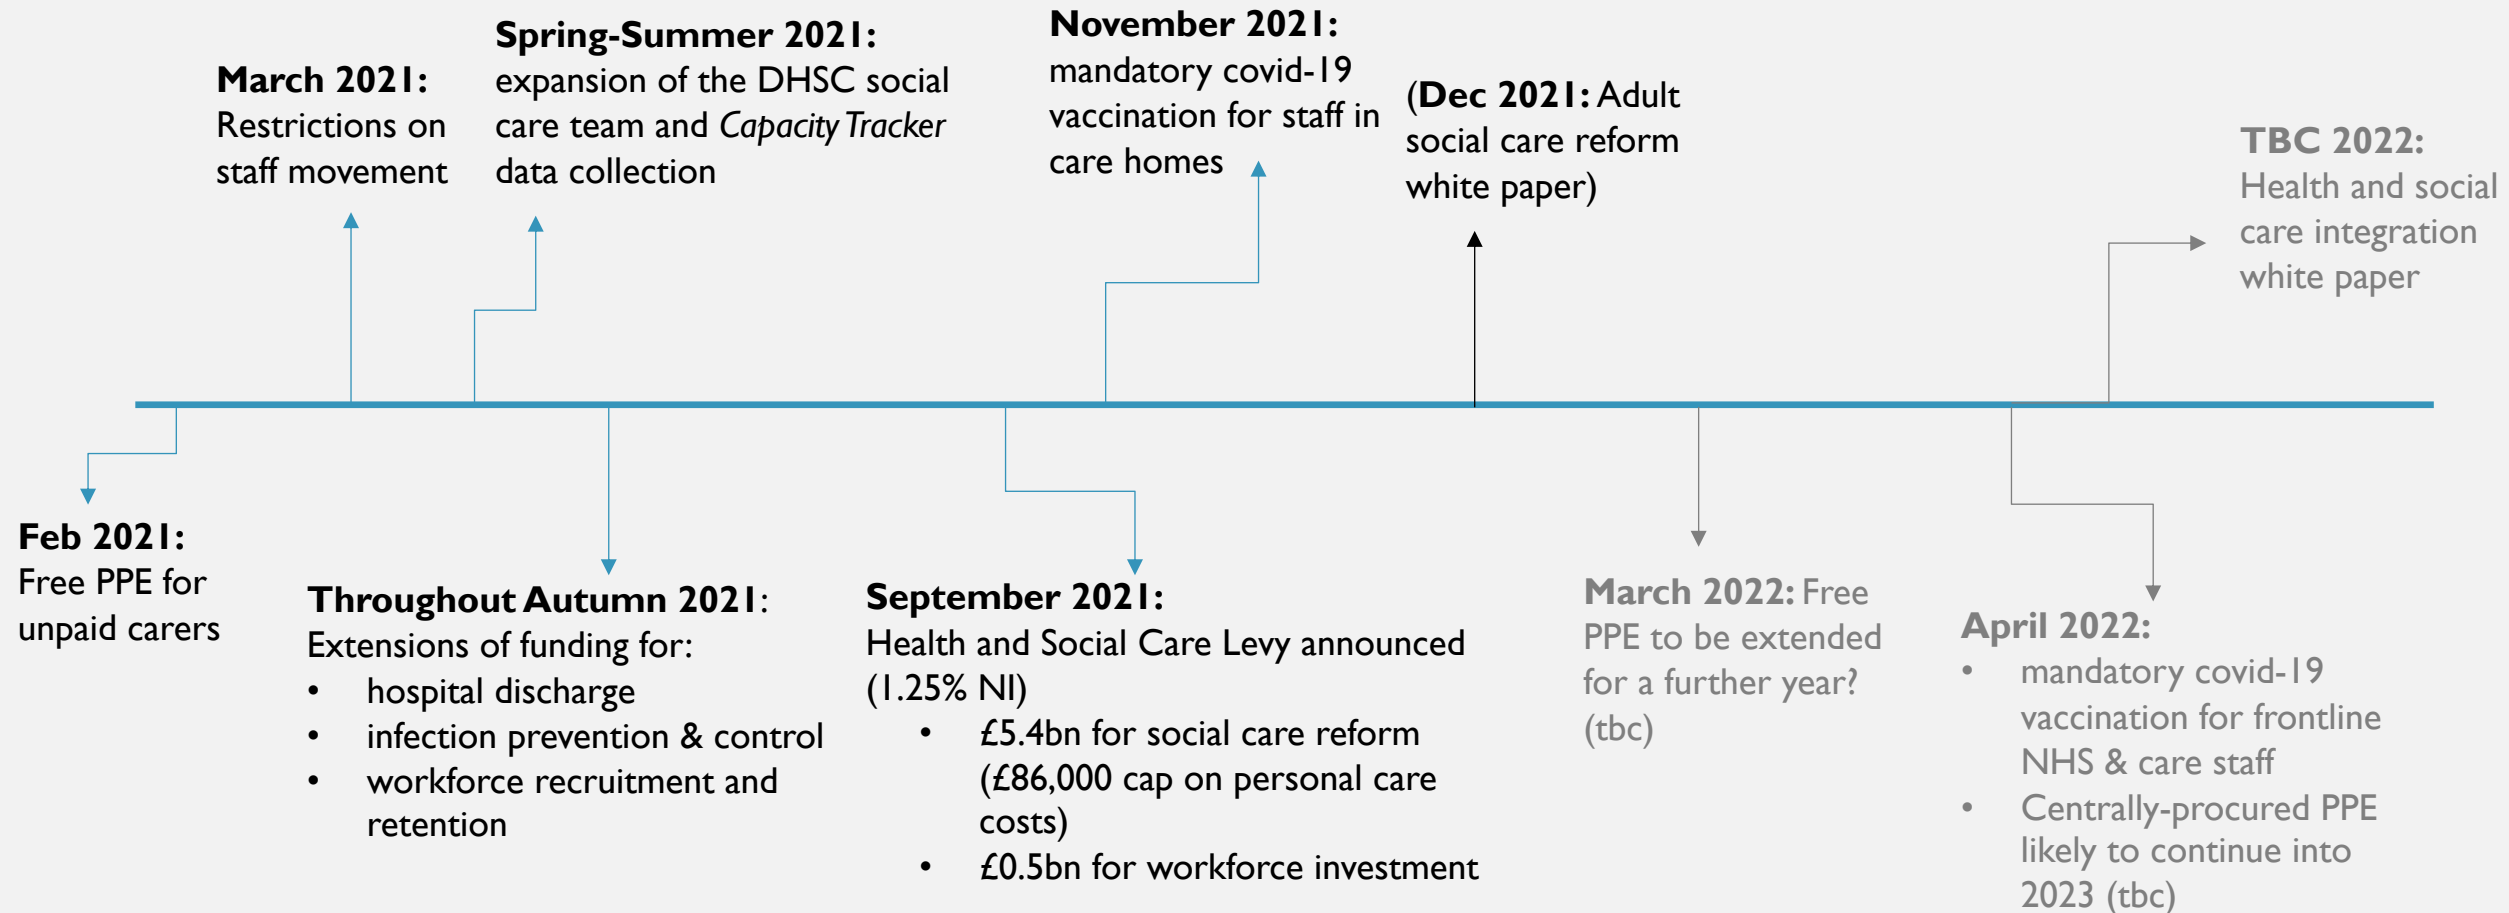 March 2021:
Restrictions on
staff movement
Spring-Summer 2021:
expansion of the DHSC social
care team and Capacity Tracker
data collection
November 2021:
mandatory covid-19
vaccination for staff in
care homes
(Dec 2021: Adult
social care reform
white paper)
TBC 2022:
Health and social
care integration
white paper
Feb 2021:
Free PPE for
unpaid carers
Throughout Autumn 2021:
Extensions of funding for:
• hospital discharge
• infection prevention & control
• workforce recruitment and
retention
September 2021:
Health and Social Care Levy announced
(1.25% NI)
• £5.4bn for social care reform
(£86,000 cap on personal care
costs)
• £0.5bn for workforce investment
March 2022: Free
PPE to be extended
for a further year?
(tbc)
April 2022:
• mandatory covid-19
vaccination for frontline
NHS & care staff
• Centrally-procured PPE
likely to continue into
2023 (tbc)